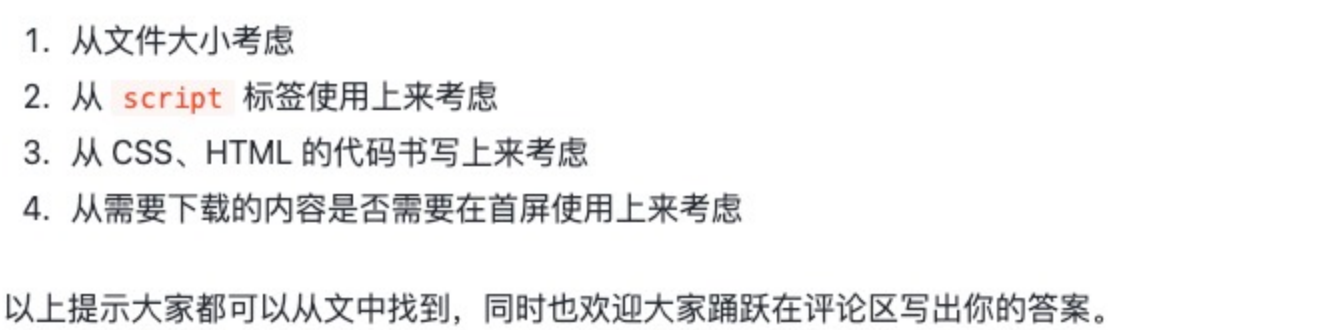 1. 从文件大小考虑
2. 从 script 标签使用上来考虑
3. 从 CSS、HTML 的代码书写上来考虑
4. 从需要下载的内容是否需要在首屏使用上来考虑
以上提示大家都可以从文中找到，同时也欢迎大家踊跃在评论区写出你的答案。